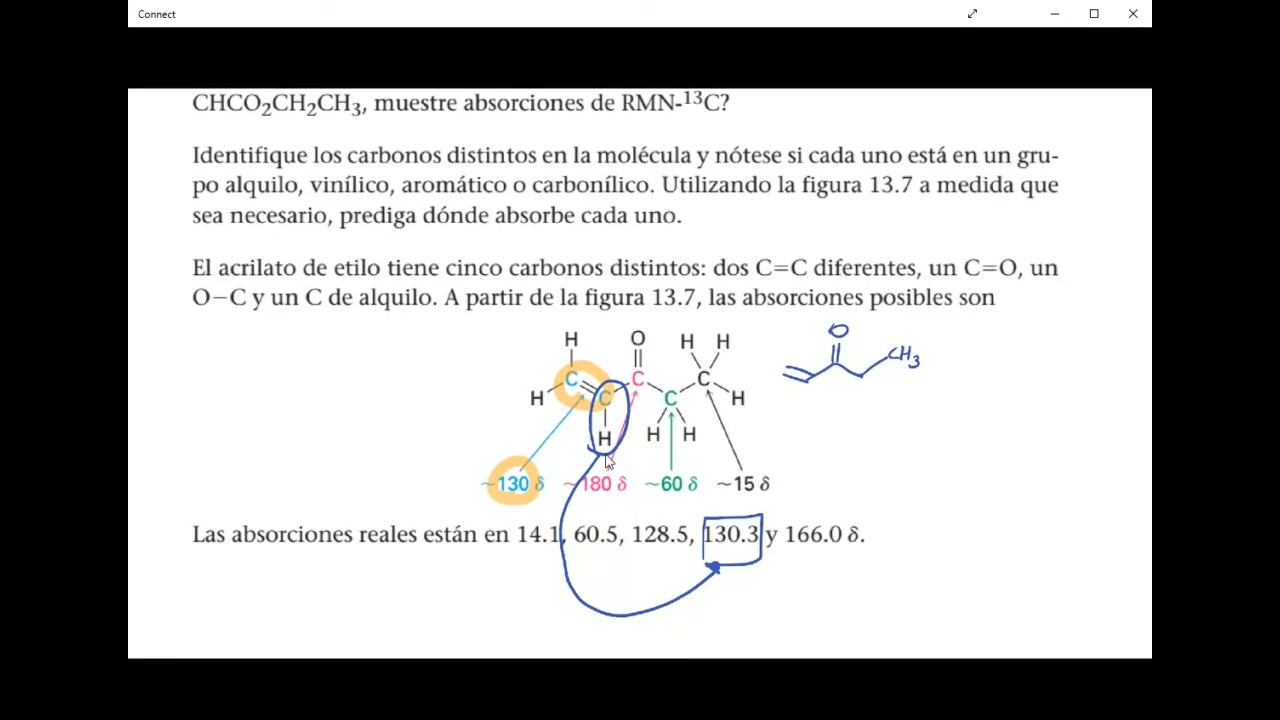 Connect
CHCO₂CH₂CH₃, muestre absorciones de RMN-¹³C?
Identifique los carbonos distintos en la molécula y nótese si cada uno está en un gru-
po alquilo, vinílico, aromático o carbonílico. Utilizando la figura 13.7 a medida que
sea necesario, prediga dónde absorbe cada uno.
El acrilato de etilo tiene cinco carbonos distintos: dos C=C diferentes, un C=O, un
O−C y un C de alquilo. A partir de la figura 13.7, las absorciones posibles son
H O H H O
C C C CH₃
H C C H
H H H
~130 δ ~180 δ ~60 δ ~15 δ
Las absorciones reales están en 14.1, 60.5, 128.5, 130.3 y 166.0 δ.